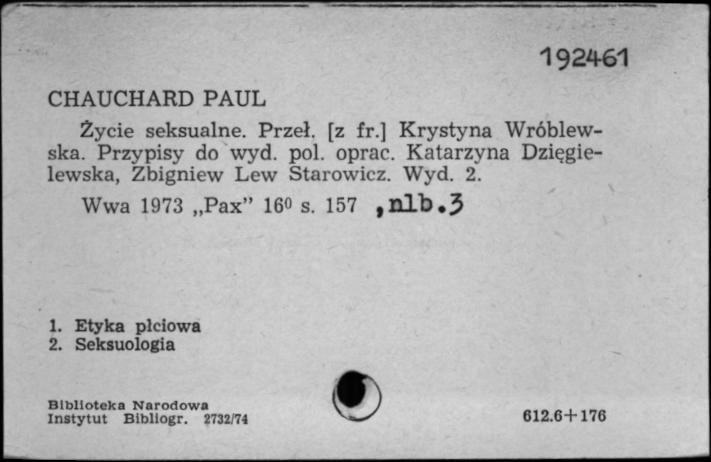 192461
CHAUCHARD PAUL
Życie seksualne. Przeł. [z fr.] Krystyna Wróblew-
ska. Przypisy do wyd. pol. oprac. Katarzyna Dzięgie-
lewska, Zbigniew Lew Starowicz. Wyd. 2.
Wwa 1973 „Pax” 16⁰ s. 157 , nlb. 3
1. Etyka płciowa
2. Seksuologia
Biblioteka Narodowa
Instytut Bibliogr. 2732/74
612.6+176